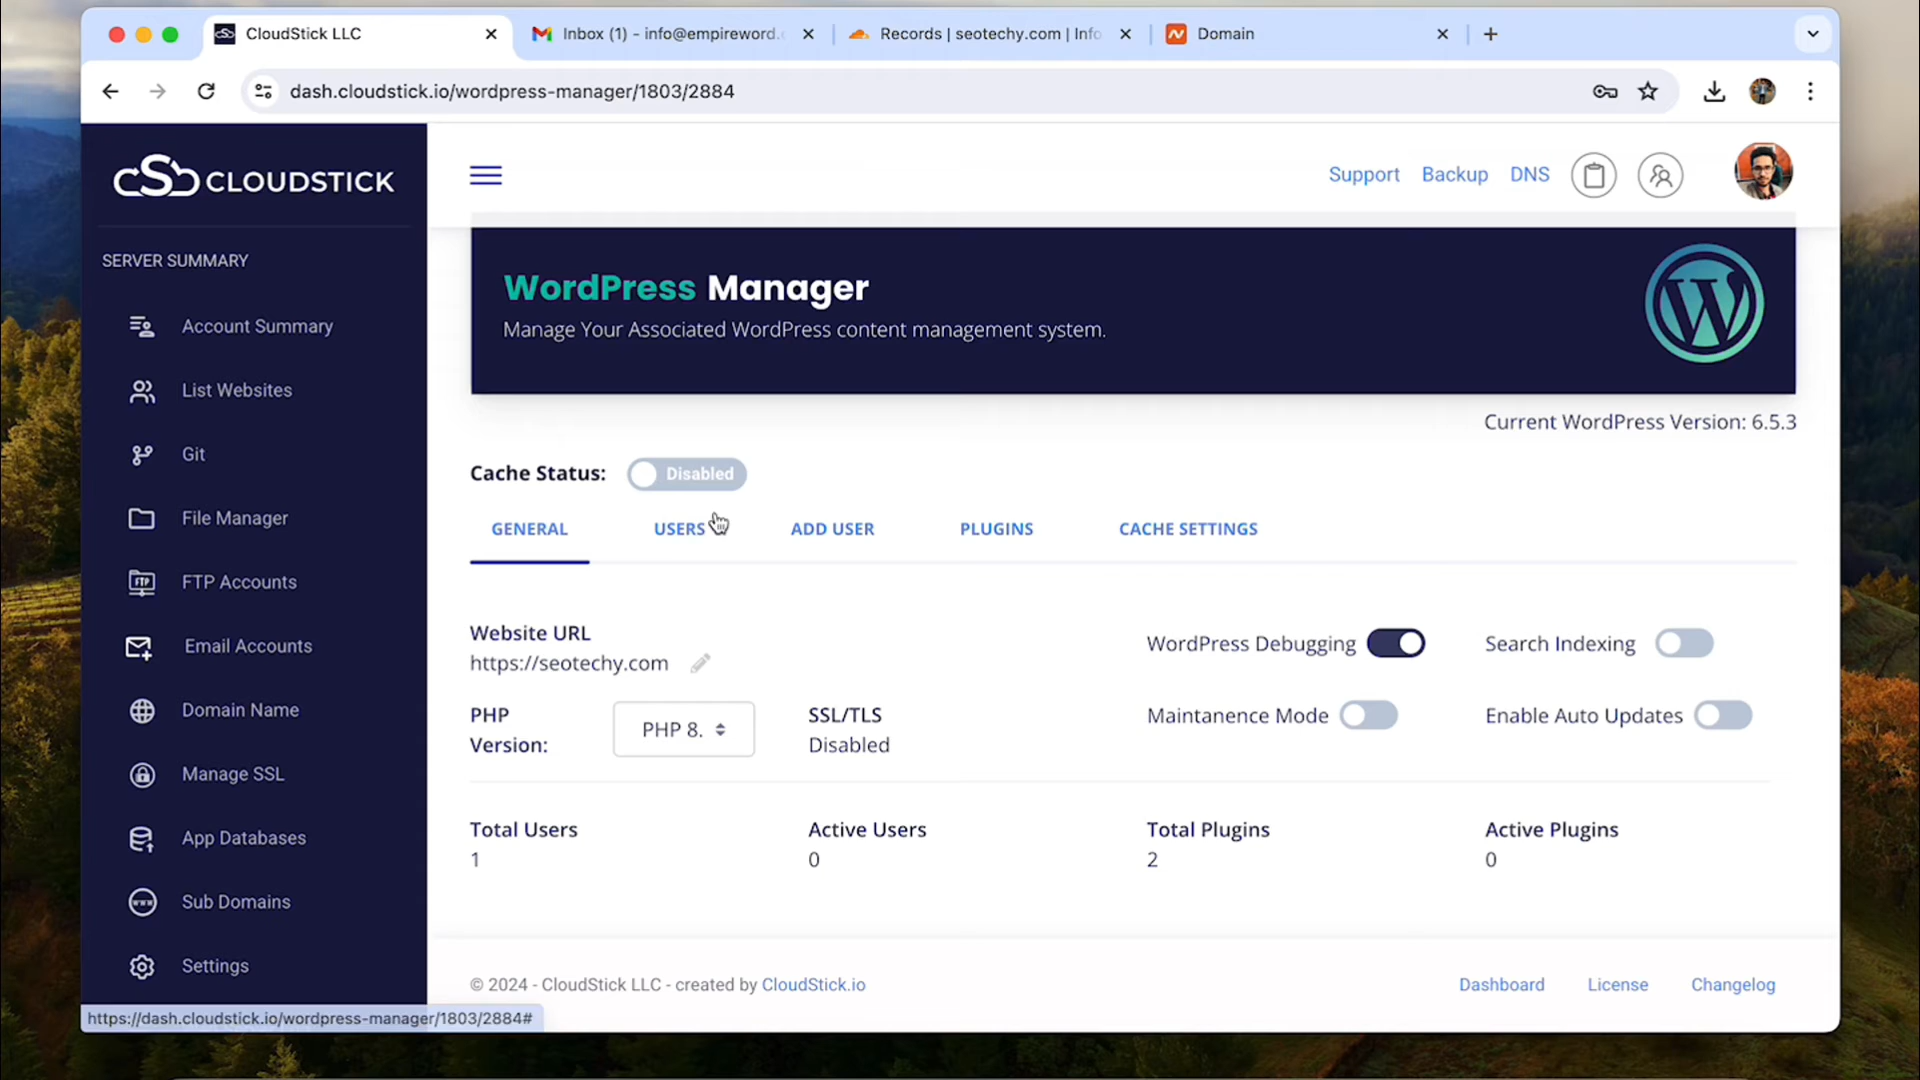 CloudStick LLC
Inbox (1) - info@empireword.
Records | seotechy.com | Info
Domain
dash.cloudstick.io/wordpress-manager/1803/2884
CLOUDSTICK
Support
Backup
DNS
SERVER SUMMARY
Account Summary
List Websites
Git
File Manager
FTP
FTP Accounts
Email Accounts
Domain Name
Manage SSL
App Databases
Sub Domains
Settings
WordPress Manager
Manage Your Associated WordPress content management system.
Current WordPress Version: 6.5.3
Cache Status: Disabled
GENERAL
USERS
ADD USER
PLUGINS
CACHE SETTINGS
Website URL
https://seotechy.com
WordPress Debugging
Search Indexing
PHP
Version:
PHP 8.
SSL/TLS
Disabled
Maintanence Mode
Enable Auto Updates
Total Users
1
Active Users
0
Total Plugins
2
Active Plugins
0
© 2024 - CloudStick LLC - created by CloudStick.io
Dashboard
License
Changelog
https://dash.cloudstick.io/wordpress-manager/1803/2884#